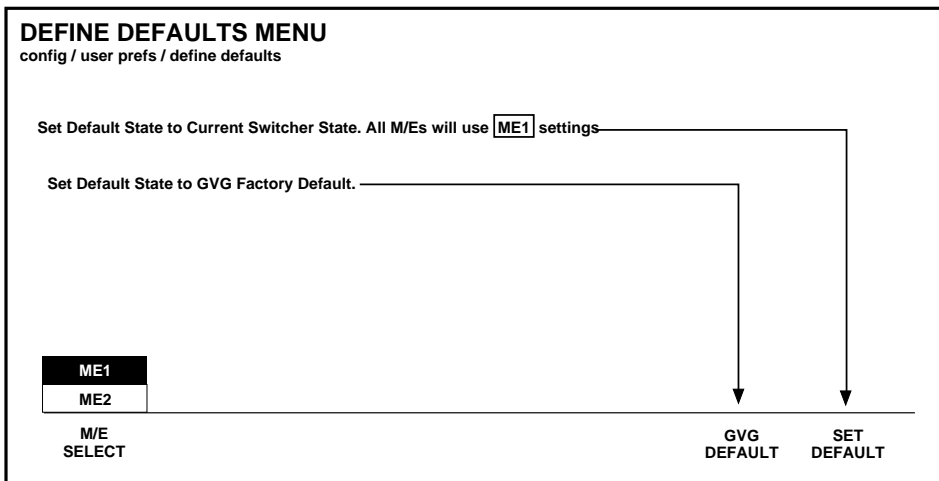 DEFINE DEFAULTS MENU
config / user prefs / define defaults
Set Default State to Current Switcher State. All M/Es will use ME1 settings
Set Default State to GVG Factory Default.
ME1
ME2
M/E
SELECT
GVG
DEFAULT
SET
DEFAULT